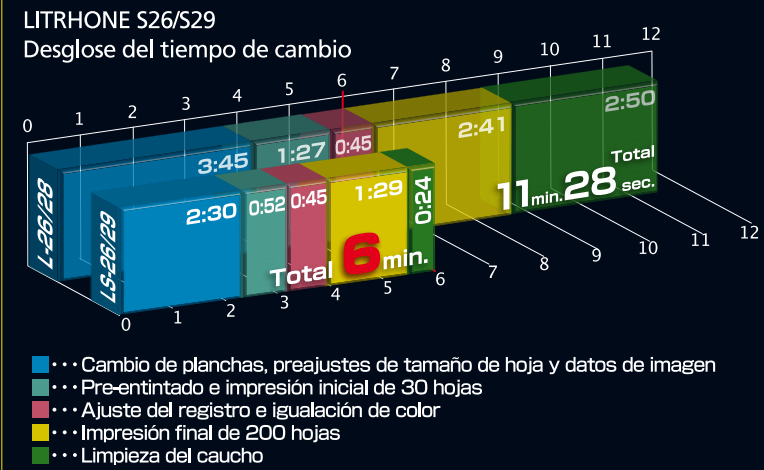 LITRHONE S26/S29
Desglose del tiempo de cambio
0 1 2 3 4 5 6 7 8 9 10 11 12
L-26/28
3:45 1:27 0:45 2:41 2:50
Total
11 min. 28 sec.
LS-26/29
2:30 0:52 0:45 1:29 0:24
Total 6 min.
0 1 2 3 4 5 6 7 8 9 10 11 12
···Cambio de planchas, preajustes de tamaño de hoja y datos de imagen
···Pre-entintado e impresión inicial de 30 hojas
···Ajuste del registro e igualación de color
···Impresión final de 200 hojas
···Limpieza del caucho